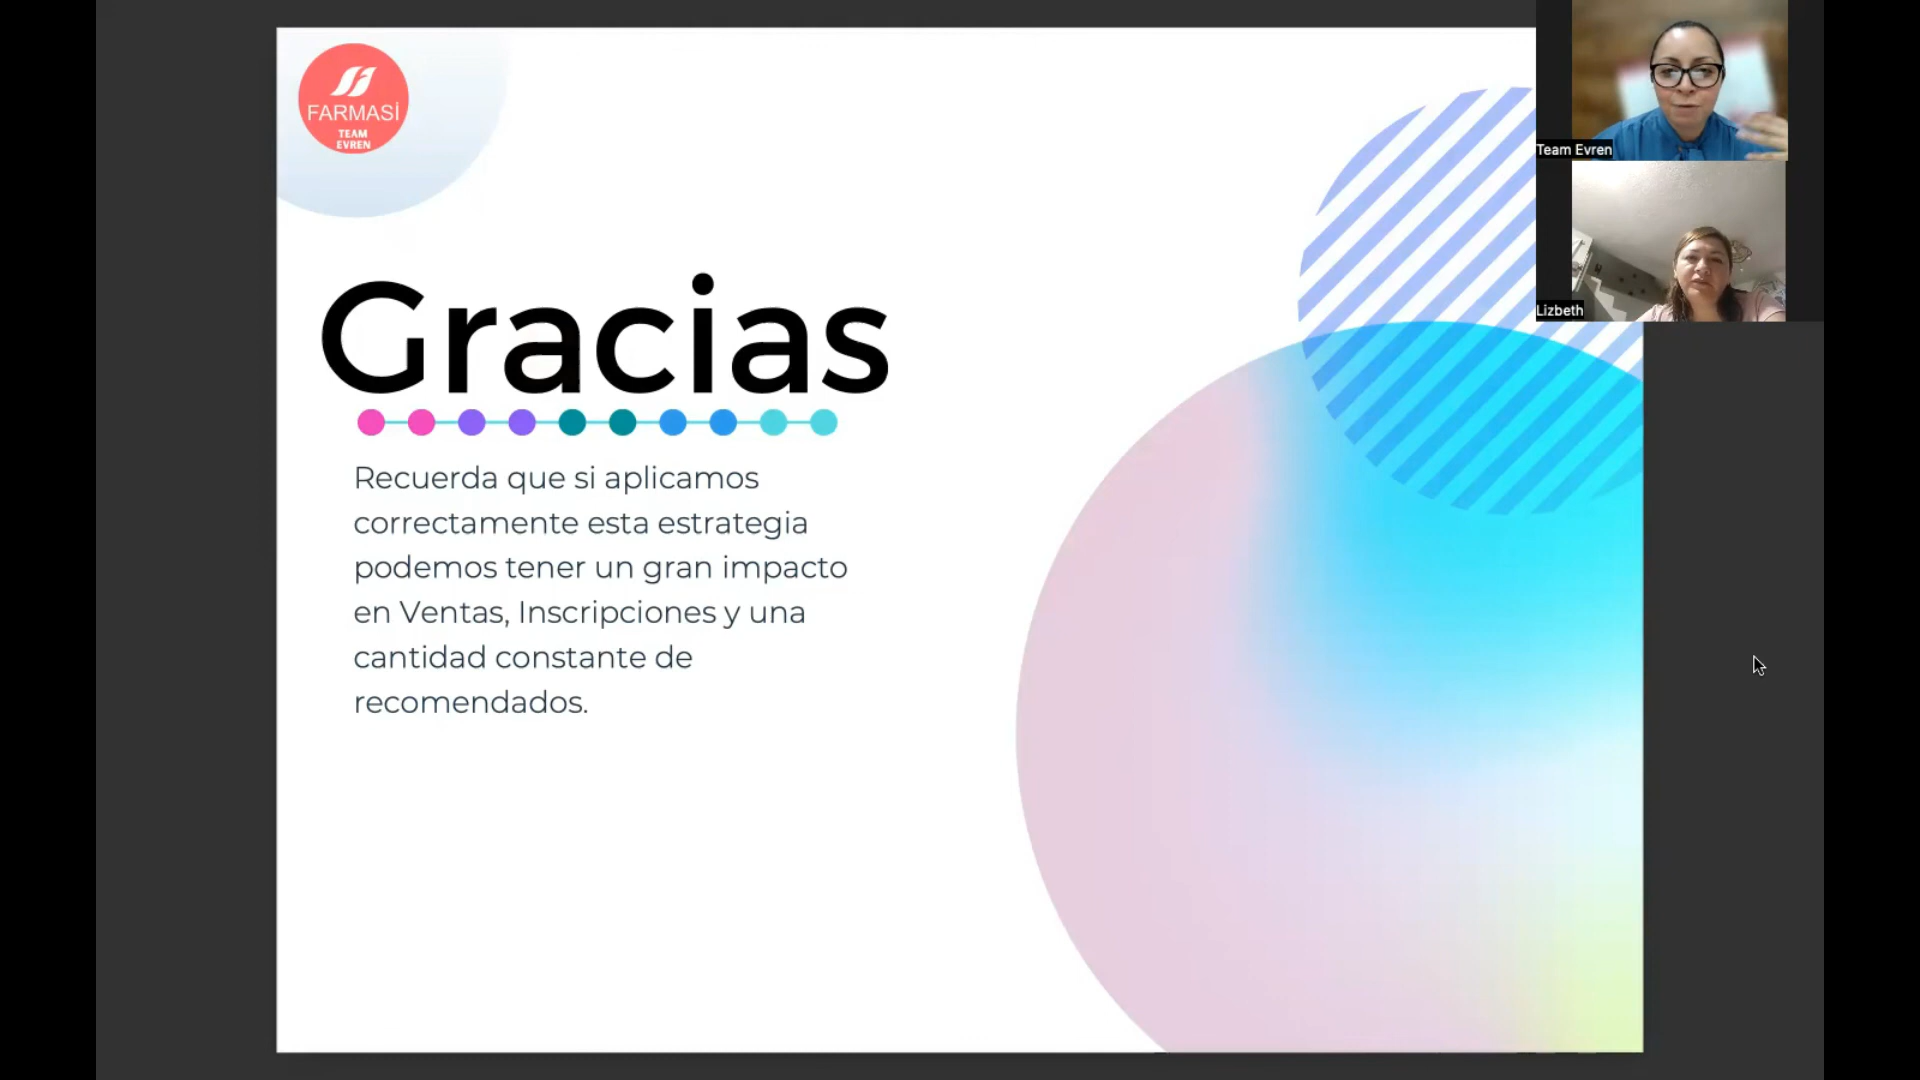 FARMASİ
TEAM
EVREN
Gracias
Recuerda que si aplicamos
correctamente esta estrategia
podemos tener un gran impacto
en Ventas, Inscripciones y una
cantidad constante de
recomendados.
Team Evren
Lizbeth